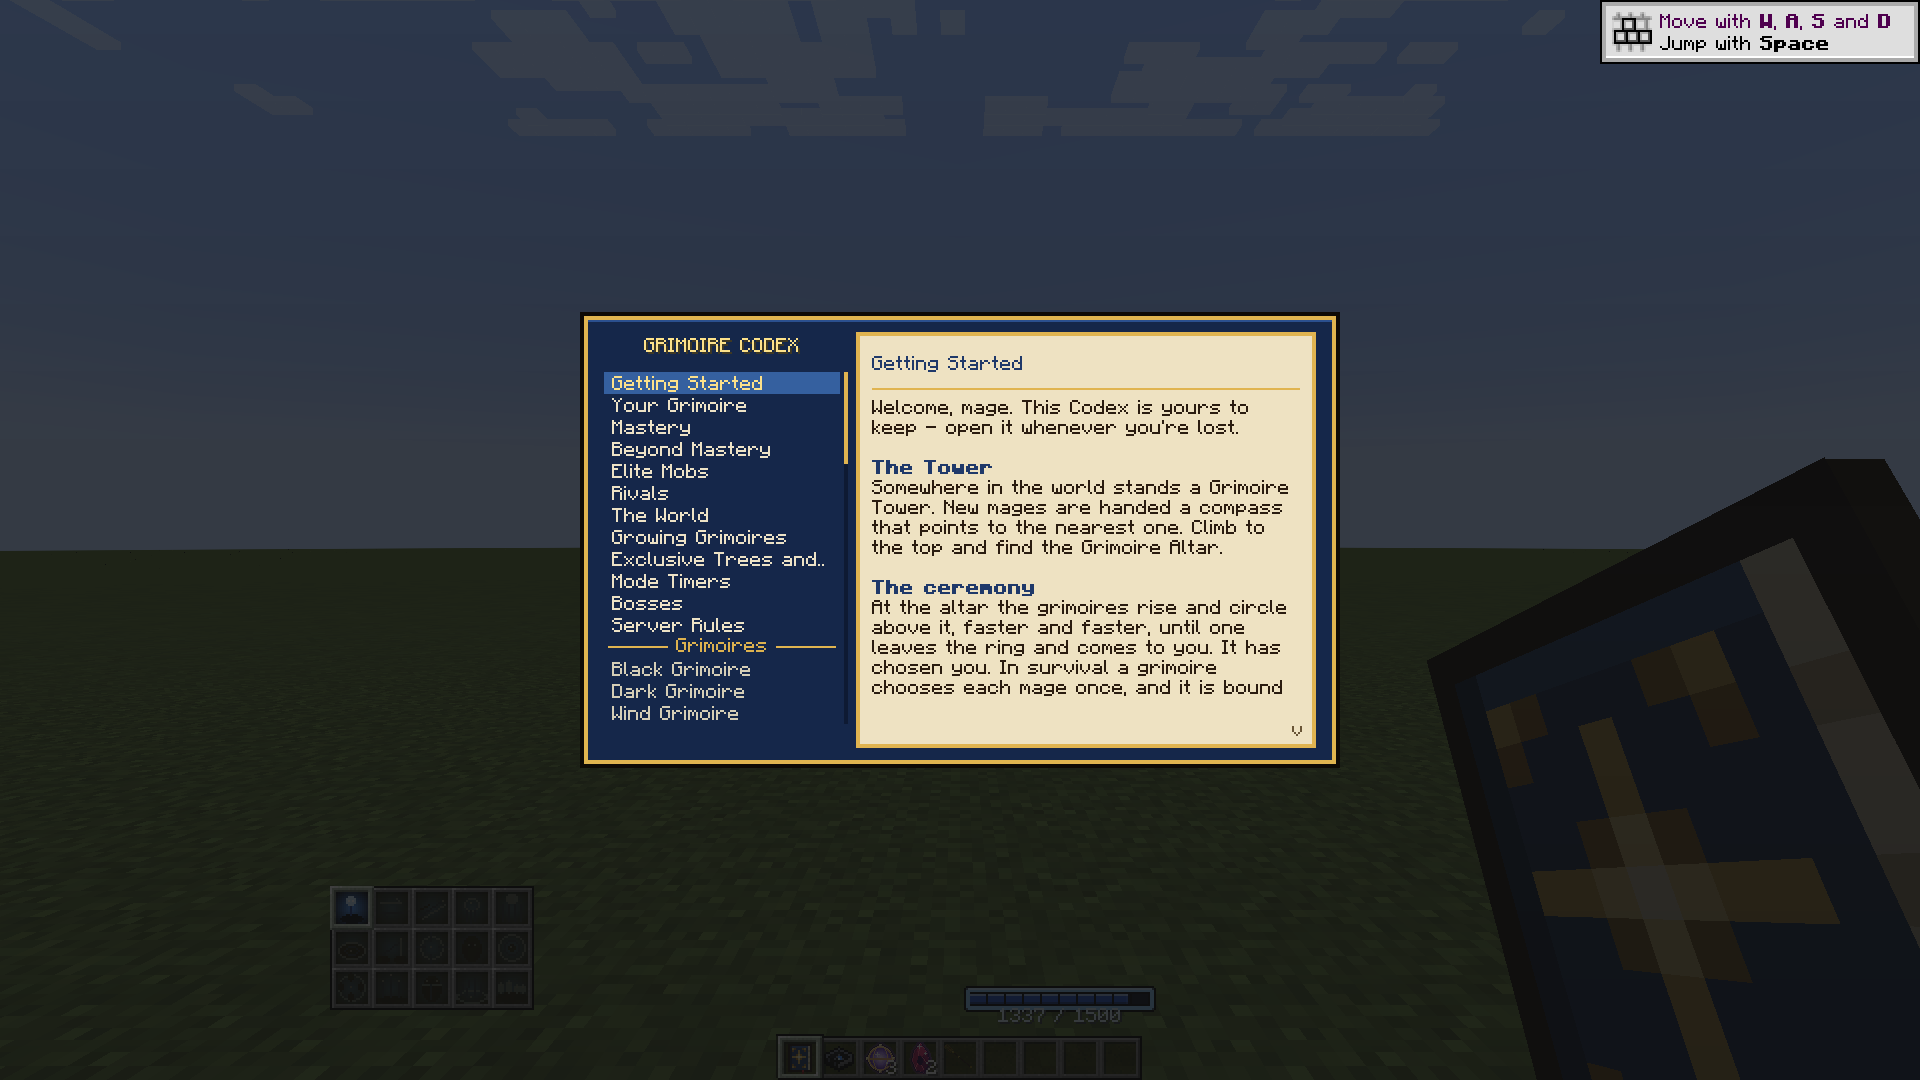 Move with W, A, S and D
Jump with Space
GRIMOIRE CODEX
Getting Started
Your Grimoire
Mastery
Beyond Mastery
Elite Mobs
Rivals
The World
Growing Grimoires
Exclusive Trees and..
Mode Timers
Bosses
Server Rules
Grimoires
Black Grimoire
Dark Grimoire
Wind Grimoire
Getting Started
Welcome, mage. This Codex is yours to
keep – open it whenever you're lost.
The Tower
Somewhere in the world stands a Grimoire
Tower. New mages are handed a compass
that points to the nearest one. Climb to
the top and find the Grimoire Altar.
The ceremony
At the altar the grimoires rise and circle
above it, faster and faster, until one
leaves the ring and comes to you. It has
chosen you. In survival a grimoire
chooses each mage once, and it is bound
v
1337 / 1500
3
2